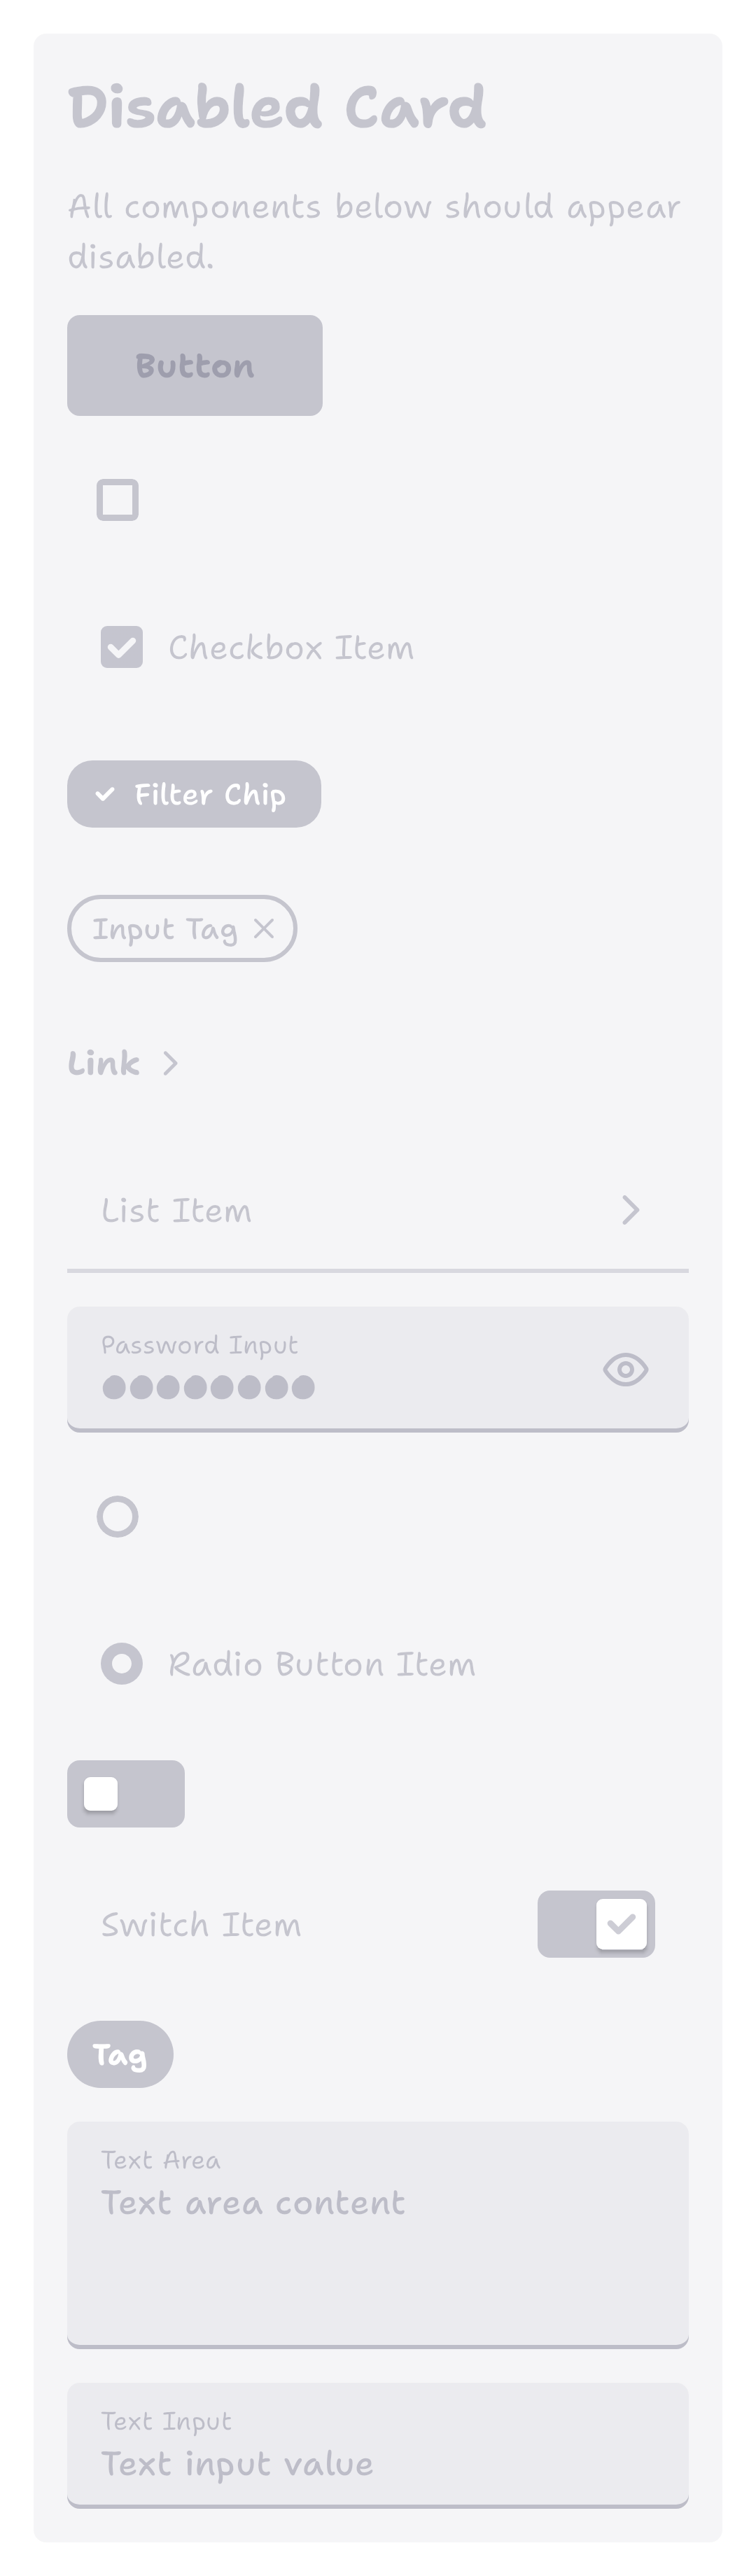 Disabled Card
All components below should appear
disabled.
Button
Checkbox Item
Filter Chip
Input Tag
Link
List Item
Password Input
Radio Button Item
Switch Item
Tag
Text Area
Text area content
Text Input
Text input value